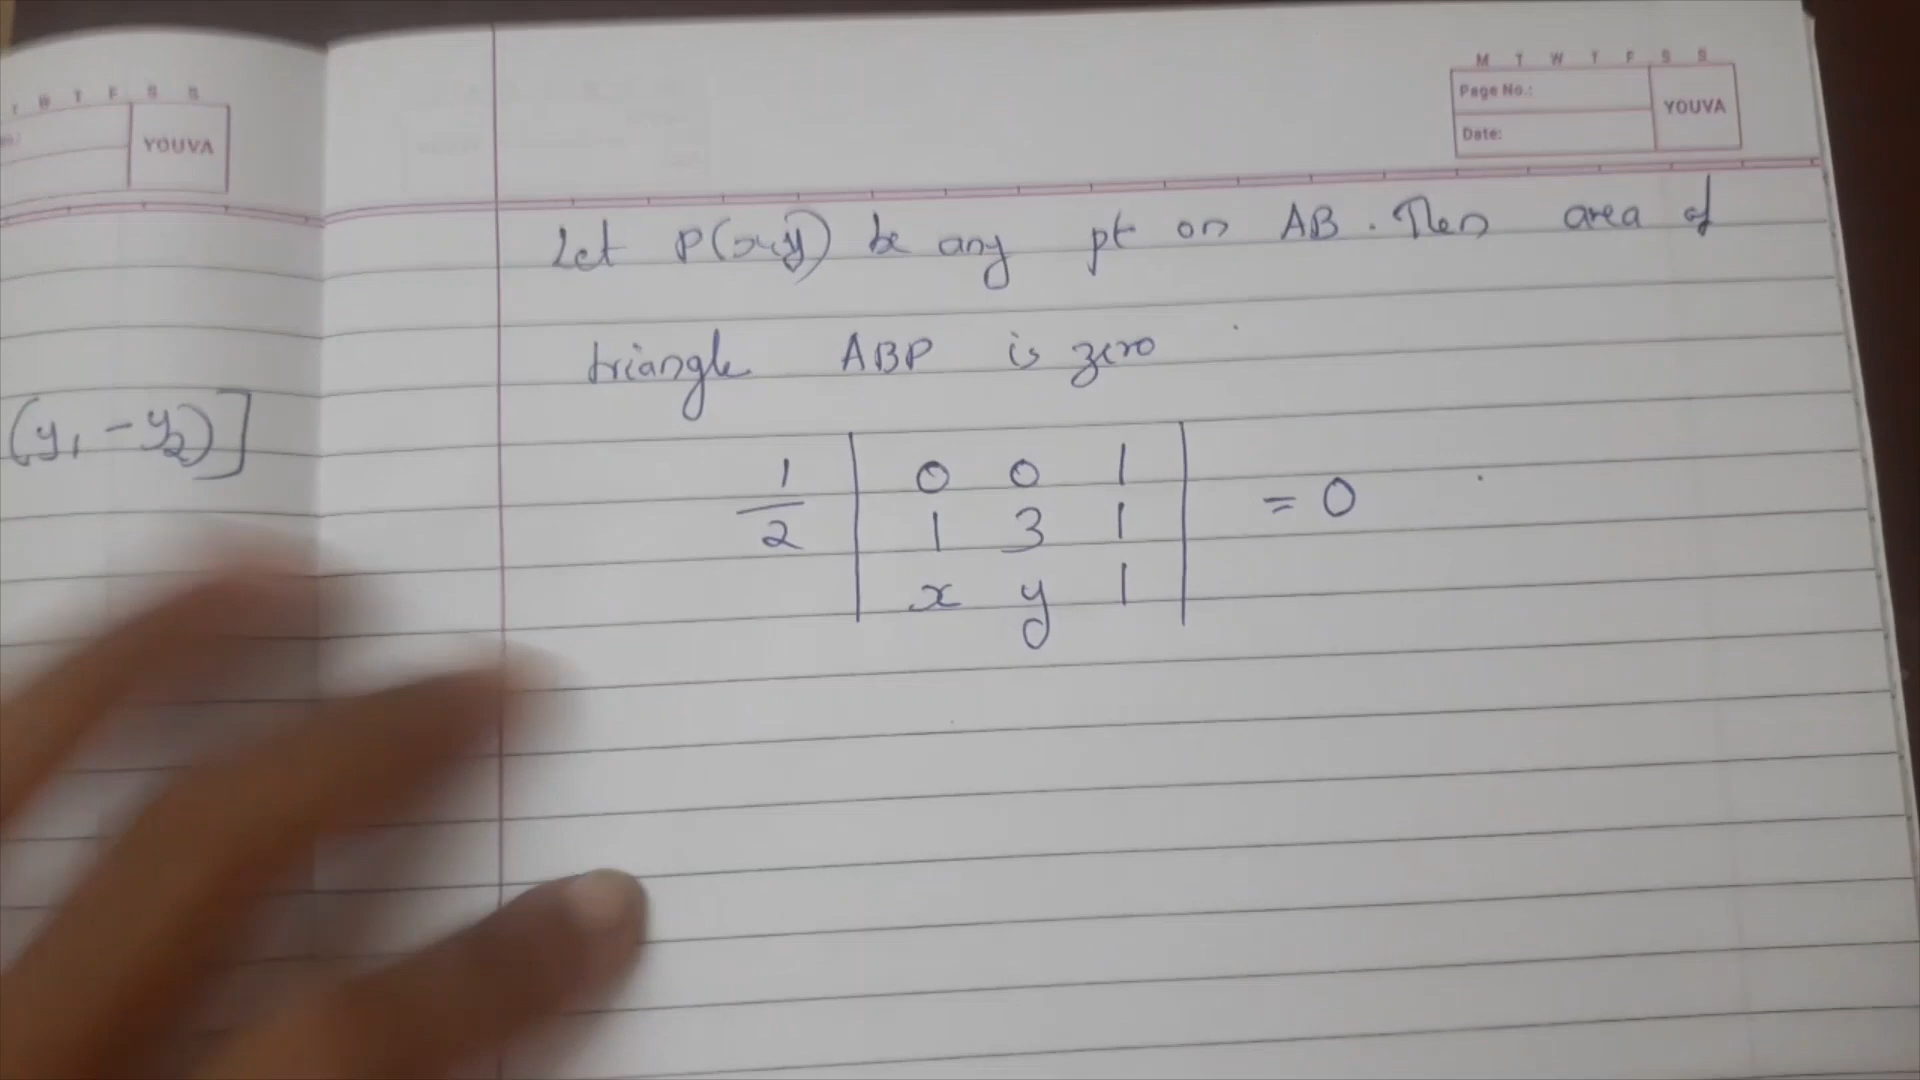 T W T F S S
YOUVA
M T W T F S S
Page No.:
YOUVA
Date:
Let P(x,y) be any pt on AB. Then area of
triangle ABP is zero
(y₁ - y₂)]
1/2 | 0 0 1 |
| 1 3 1 | = 0
| x y 1 |